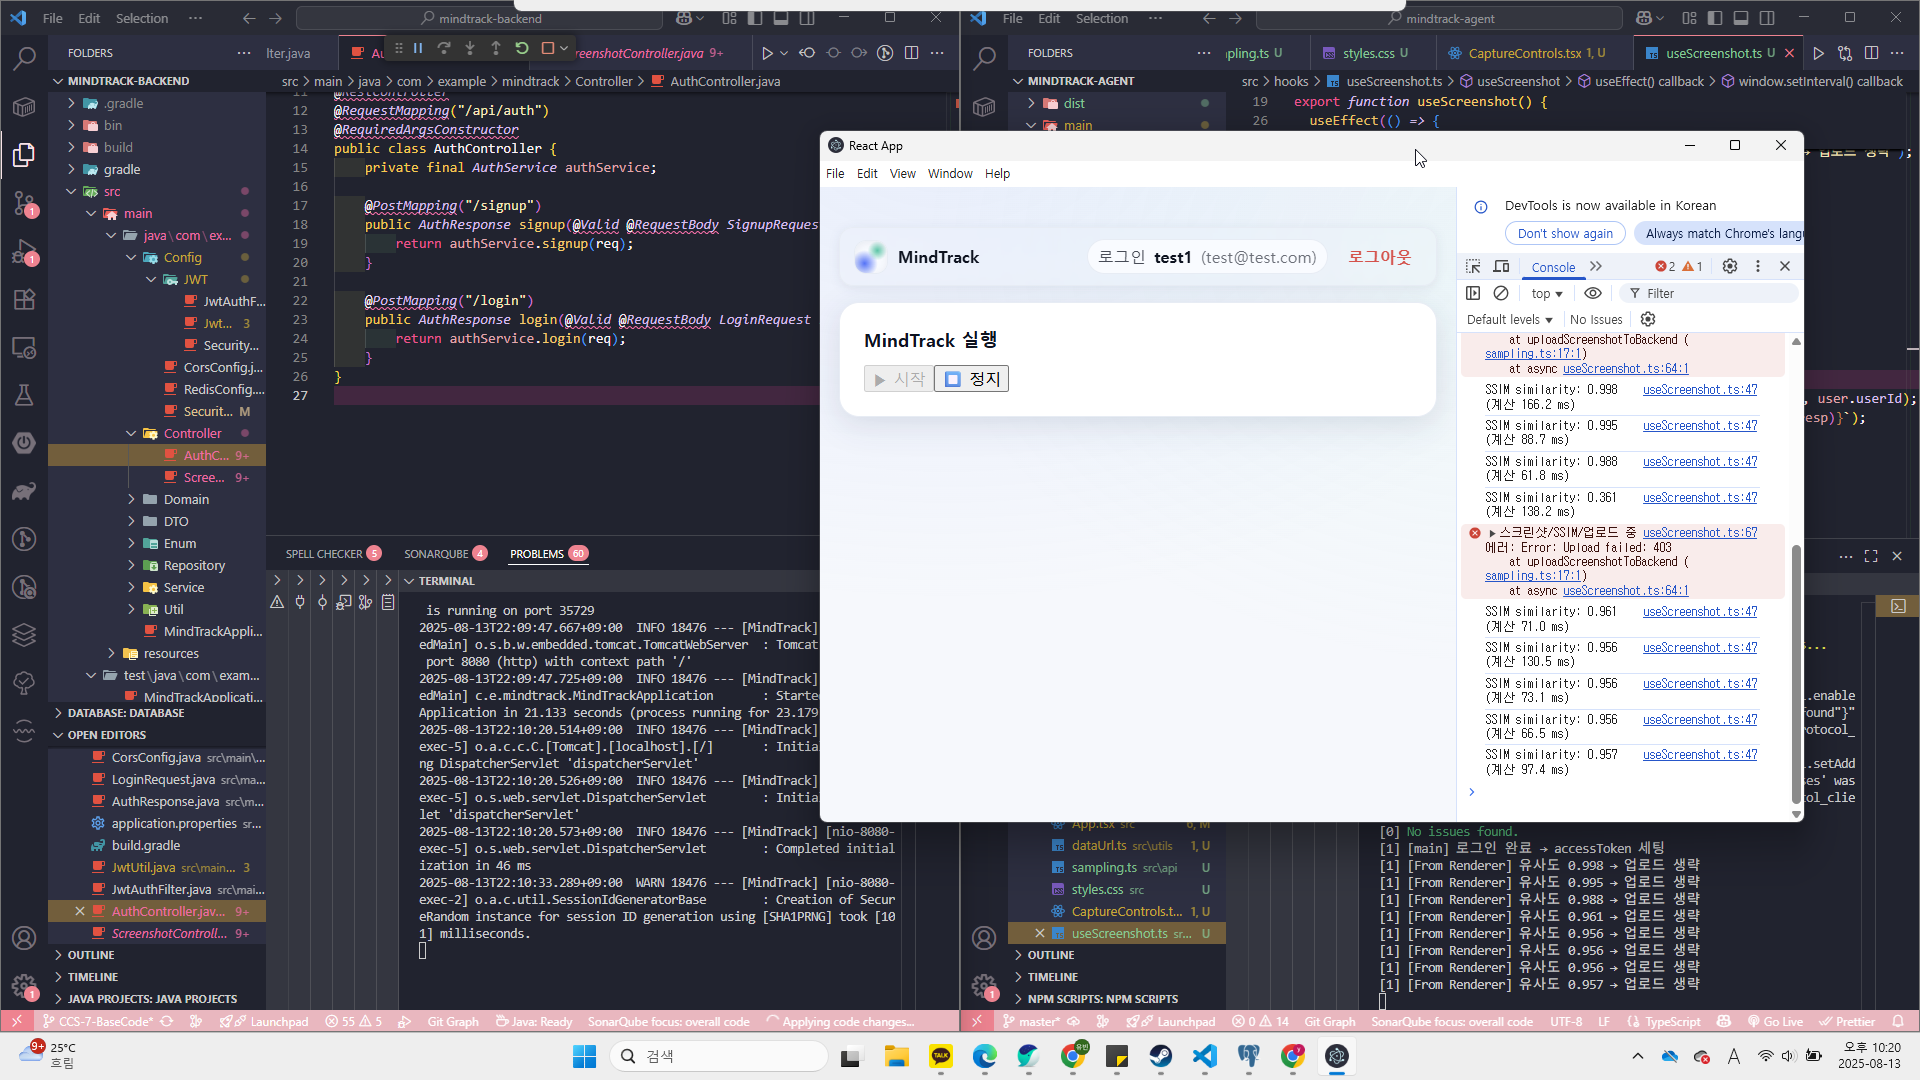 File Edit Selection ··· mindtrack-backend
FOLDERS
MINDTRACK-BACKEND
.gradle
bin
build
gradle
src
main
java\com\ex...
Config
JWT
JwtAuthF...
Jwt... 3
Security...
CorsConfig.j...
RedisConfig....
Securit... M
Controller
AuthC... 9+
Scree... 9+
Domain
DTO
Enum
Repository
Service
Util
MindTrackAppli...
resources
test\java\com\exam...
MindTrackApplicati...
DATABASE: DATABASE
OPEN EDITORS
CorsConfig.java src\main\...
LoginRequest.java src\ma...
AuthResponse.java src\m...
application.properties sr...
build.gradle
JwtUtil.java src\main... 3
JwtAuthFilter.java src\mai...
AuthController.jav... 9+
ScreenshotControll... 9+
OUTLINE
TIMELINE
JAVA PROJECTS: JAVA PROJECTS
lter.java
reenshotController.java 9+
src > main > java > com > example > mindtrack > Controller > AuthController.java
11 @RestController
12 @RequestMapping("/api/auth")
13 @RequiredArgsConstructor
14 public class AuthController {
15 private final AuthService authService;
16
17 @PostMapping("/signup")
18 public AuthResponse signup(@Valid @RequestBody SignupReques
19 return authService.signup(req);
20 }
21
22 @PostMapping("/login")
23 public AuthResponse login(@Valid @RequestBody LoginRequest
24 return authService.login(req);
25 }
26 }
27
SPELL CHECKER 5 SONARQUBE 4 PROBLEMS 60
TERMINAL
is running on port 35729
2025-08-13T22:09:47.667+09:00 INFO 18476 --- [MindTrack]
edMain] o.s.b.w.embedded.tomcat.TomcatWebServer : Tomcat
port 8080 (http) with context path '/'
2025-08-13T22:09:47.725+09:00 INFO 18476 --- [MindTrack]
edMain] c.e.mindtrack.MindTrackApplication : Starte
Application in 21.133 seconds (process running for 23.179
2025-08-13T22:10:20.514+09:00 INFO 18476 --- [MindTrack]
exec-5] o.a.c.c.C.[Tomcat].[localhost].[/] : Initia
ng DispatcherServlet 'dispatcherServlet'
2025-08-13T22:10:20.526+09:00 INFO 18476 --- [MindTrack]
exec-5] o.s.web.servlet.DispatcherServlet : Initia
let 'dispatcherServlet'
2025-08-13T22:10:20.573+09:00 INFO 18476 --- [MindTrack] [nio-8080-
exec-5] o.s.web.servlet.DispatcherServlet : Completed initial
ization in 46 ms
2025-08-13T22:10:33.289+09:00 WARN 18476 --- [MindTrack] [nio-8080-
exec-2] o.a.c.util.SessionIdGeneratorBase : Creation of Secur
eRandom instance for session ID generation using [SHA1PRNG] took [10
1] milliseconds.
CCS-7-BaseCode* Launchpad 55 5 Git Graph Java: Ready SonarQube focus: overall code Applying code changes...
File Edit Selection ··· mindtrack-agent
FOLDERS
MINDTRACK-AGENT
dist
main
pling.ts U styles.css U CaptureControls.tsx 1, U useScreenshot.ts U
src > hooks > useScreenshot.ts > useScreenshot > useEffect() callback > window.setInterval() callback
19 export function useScreenshot() {
26 useEffect(() => {
, user.userId);
esp)}`);
React App
File Edit View Window Help
MindTrack
로그인 test1 (test@test.com) 로그아웃
MindTrack 실행
시작 정지
DevTools is now available in Korean
Don't show again Always match Chrome's langu
Console 2 1
top Filter
Default levels No Issues
at uploadScreenshotToBackend (
sampling.ts:17:1)
at async useScreenshot.ts:64:1
SSIM similarity: 0.998 useScreenshot.ts:47
(계산 166.2 ms)
SSIM similarity: 0.995 useScreenshot.ts:47
(계산 88.7 ms)
SSIM similarity: 0.988 useScreenshot.ts:47
(계산 61.8 ms)
SSIM similarity: 0.361 useScreenshot.ts:47
(계산 138.2 ms)
스크린샷/SSIM/업로드 중 useScreenshot.ts:67
에러: Error: Upload failed: 403
at uploadScreenshotToBackend (
sampling.ts:17:1)
at async useScreenshot.ts:64:1
SSIM similarity: 0.961 useScreenshot.ts:47
(계산 71.0 ms)
SSIM similarity: 0.956 useScreenshot.ts:47
(계산 130.5 ms)
SSIM similarity: 0.956 useScreenshot.ts:47
(계산 73.1 ms)
SSIM similarity: 0.956 useScreenshot.ts:47
(계산 66.5 ms)
SSIM similarity: 0.957 useScreenshot.ts:47
(계산 97.4 ms)
.enable
ound"}"
otocol_
.setAdd
es' was
ol_clie
App.tsx src 6, M
dataUrl.ts src\utils 1, U
sampling.ts src\api U
styles.css src U
CaptureControls.t... 1, U
useScreenshot.ts sr... U
OUTLINE
TIMELINE
NPM SCRIPTS: NPM SCRIPTS
[0] No issues found.
[1] [main] 로그인 완료 → accessToken 세팅
[1] [From Renderer] 유사도 0.998 → 업로드 생략
[1] [From Renderer] 유사도 0.995 → 업로드 생략
[1] [From Renderer] 유사도 0.988 → 업로드 생략
[1] [From Renderer] 유사도 0.961 → 업로드 생략
[1] [From Renderer] 유사도 0.956 → 업로드 생략
[1] [From Renderer] 유사도 0.956 → 업로드 생략
[1] [From Renderer] 유사도 0.956 → 업로드 생략
[1] [From Renderer] 유사도 0.957 → 업로드 생략
master* Launchpad 0 14 Git Graph SonarQube focus: overall code UTF-8 LF {} TypeScript Go Live Prettier
9+ 25°C
흐림
검색
TALK
A 오후 10:20
2025-08-13